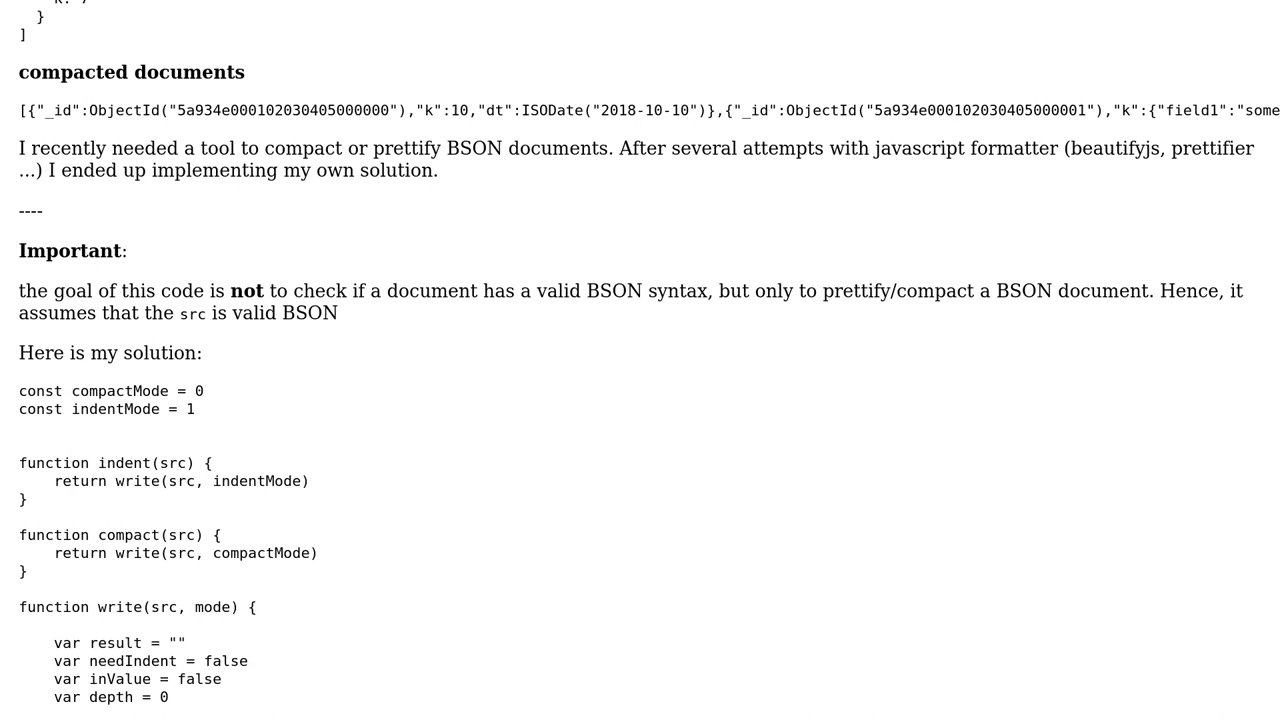 }
]
compacted documents
[{"_id":ObjectId("5a934e000102030405000000"),"k":10,"dt":ISODate("2018-10-10")},{"_id":ObjectId("5a934e000102030405000001"),"k":{"field1":"some
I recently needed a tool to compact or prettify BSON documents. After several attempts with javascript formatter (beautifyjs, prettifier
...) I ended up implementing my own solution.
----
Important:
the goal of this code is not to check if a document has a valid BSON syntax, but only to prettify/compact a BSON document. Hence, it
assumes that the src is valid BSON
Here is my solution:
const compactMode = 0
const indentMode = 1
function indent(src) {
    return write(src, indentMode)
}
function compact(src) {
    return write(src, compactMode)
}
function write(src, mode) {
    var result = ""
    var needIndent = false
    var inValue = false
    var depth = 0